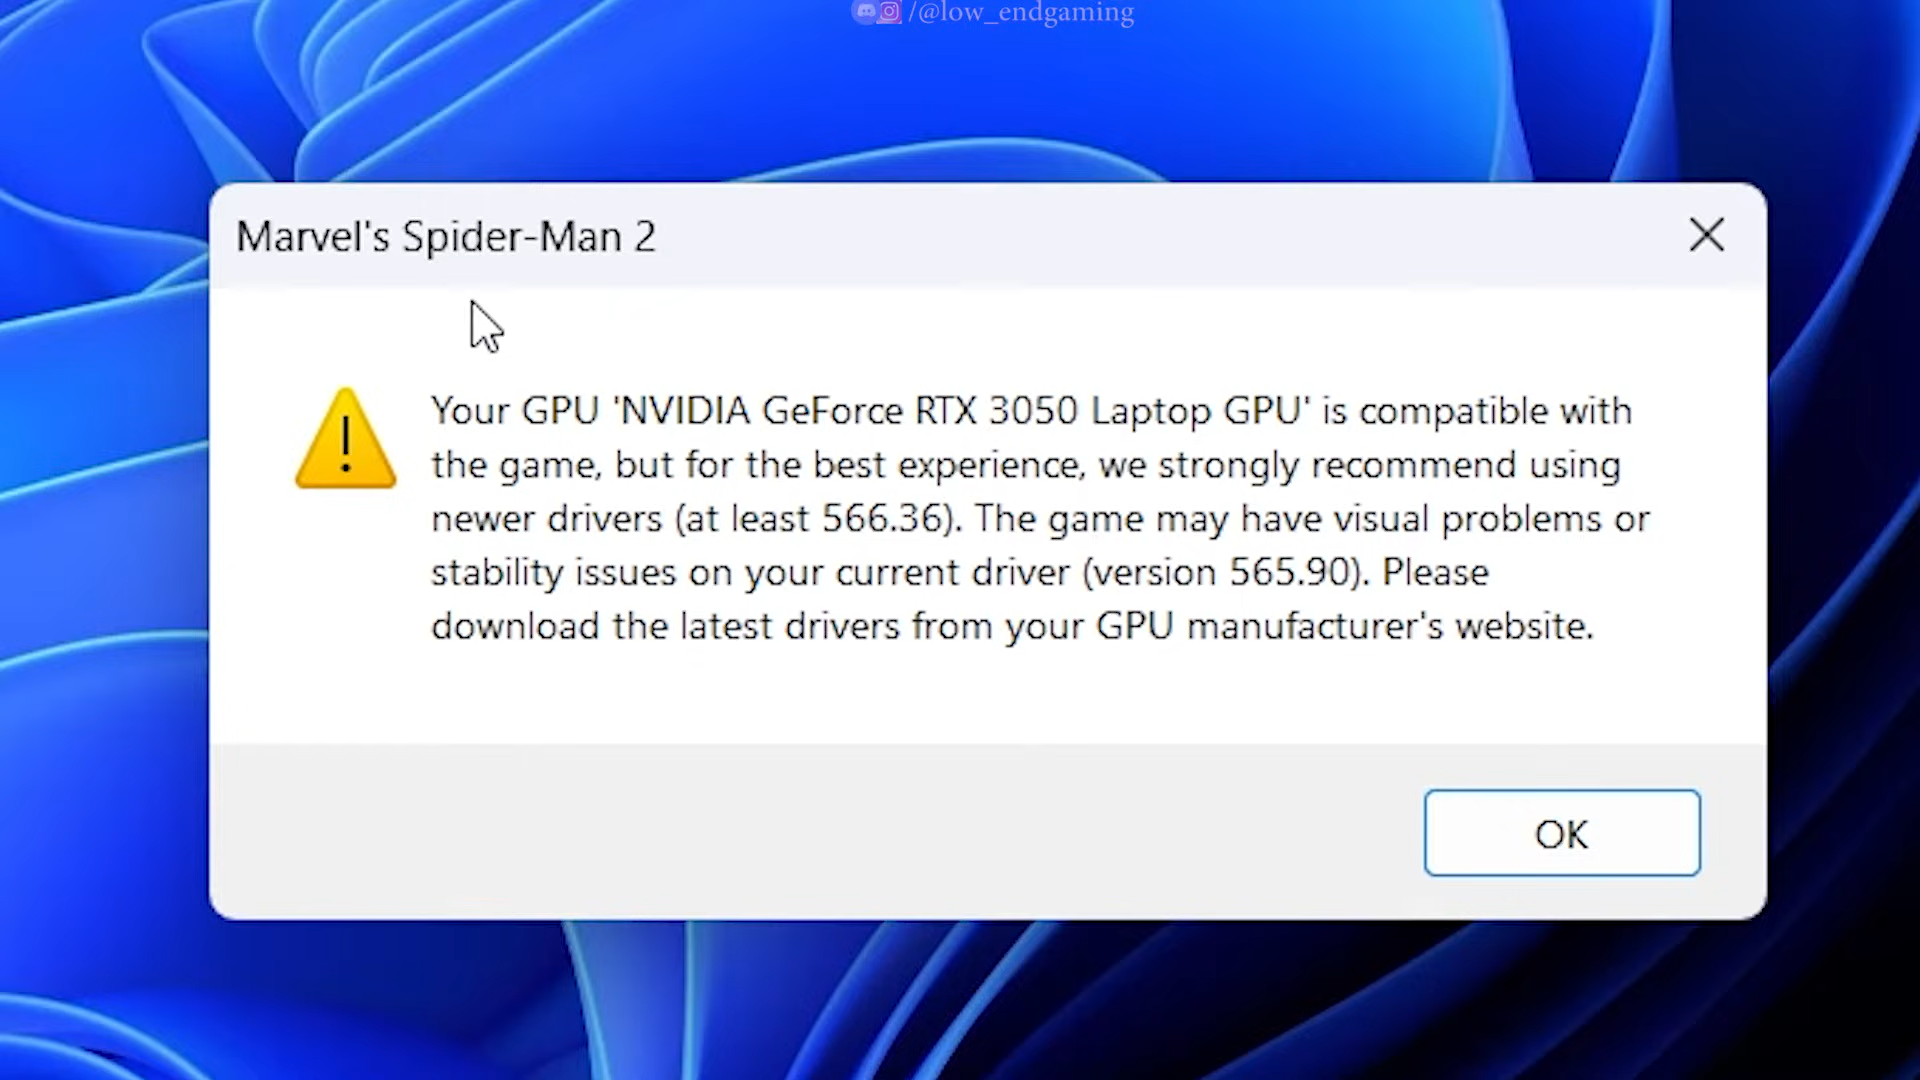 /@low_endgaming
Marvel's Spider-Man 2
Your GPU 'NVIDIA GeForce RTX 3050 Laptop GPU' is compatible with
the game, but for the best experience, we strongly recommend using
newer drivers (at least 566.36). The game may have visual problems or
stability issues on your current driver (version 565.90). Please
download the latest drivers from your GPU manufacturer's website.
OK